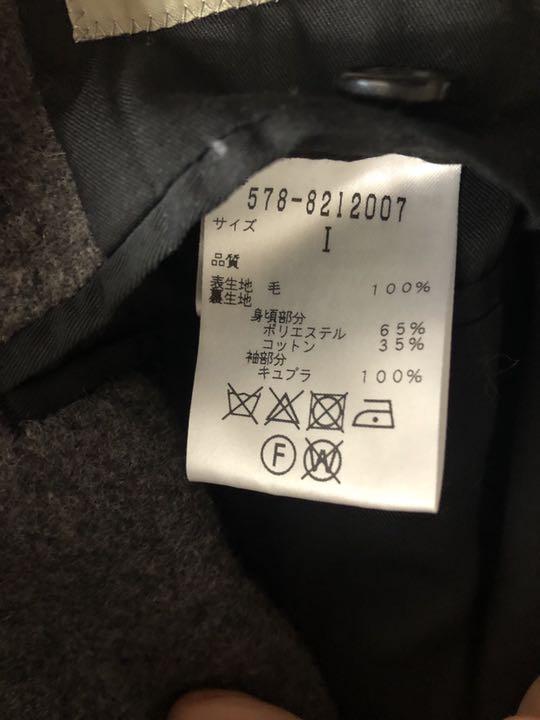 578-8212007
サイズ
I
品質
表生地 毛 100%
裏生地
身頃部分
ポリエステル 65%
コットン 35%
袖部分
キュプラ 100%
F W